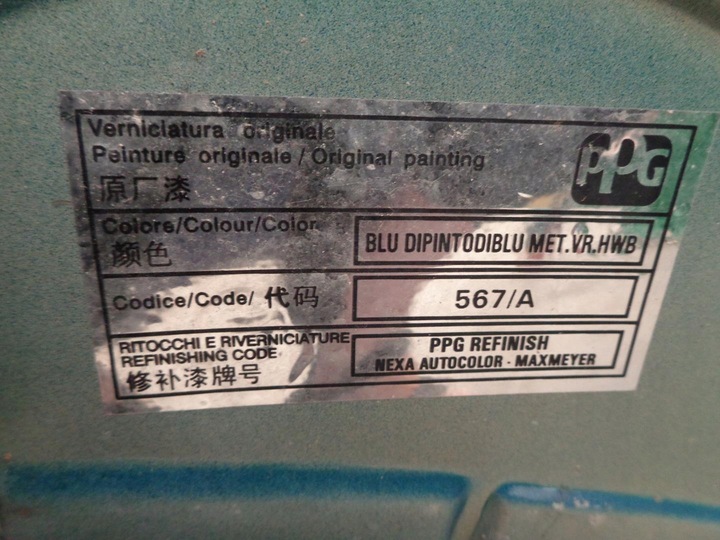 Verniciatura originale
Peinture originale / Original painting
原厂漆
PPG
Colore/Colour/Color
颜色
BLU DIPINTODIBLU MET.VR.HWB
Codice/Code/ 代码
567/A
RITOCCHI E RIVERNICIATURE
REFINISHING CODE
修补漆牌号
PPG REFINISH
NEXA AUTOCOLOR - MAXMEYER